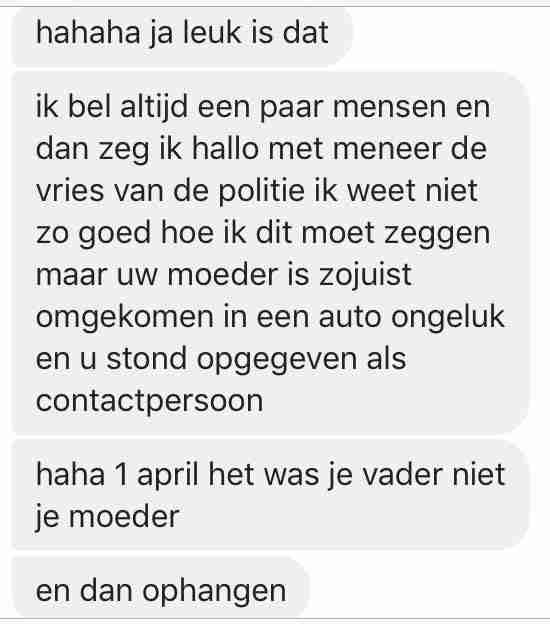 hahaha ja leuk is dat
ik bel altijd een paar mensen en
dan zeg ik hallo met meneer de
vries van de politie ik weet niet
zo goed hoe ik dit moet zeggen
maar uw moeder is zojuist
omgekomen in een auto ongeluk
en u stond opgegeven als
contactpersoon
haha 1 april het was je vader niet
je moeder
en dan ophangen